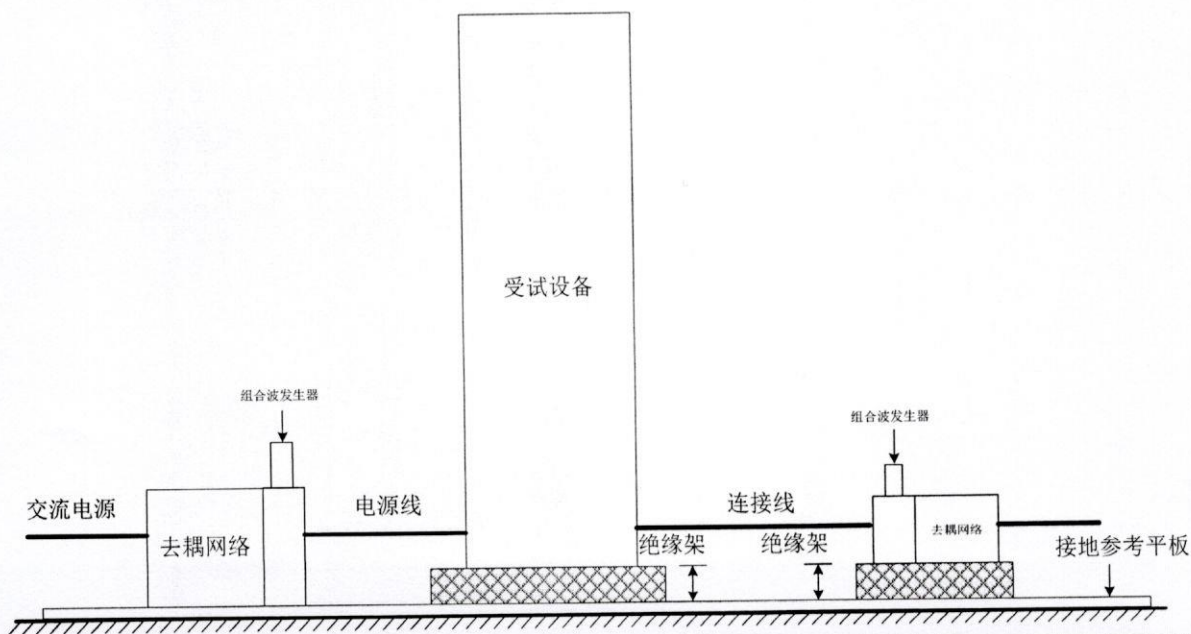 受试设备
组合波发生器
组合波发生器
交流电源
电源线
连接线
去耦网络
去耦网络
绝缘架
绝缘架
接地参考平板